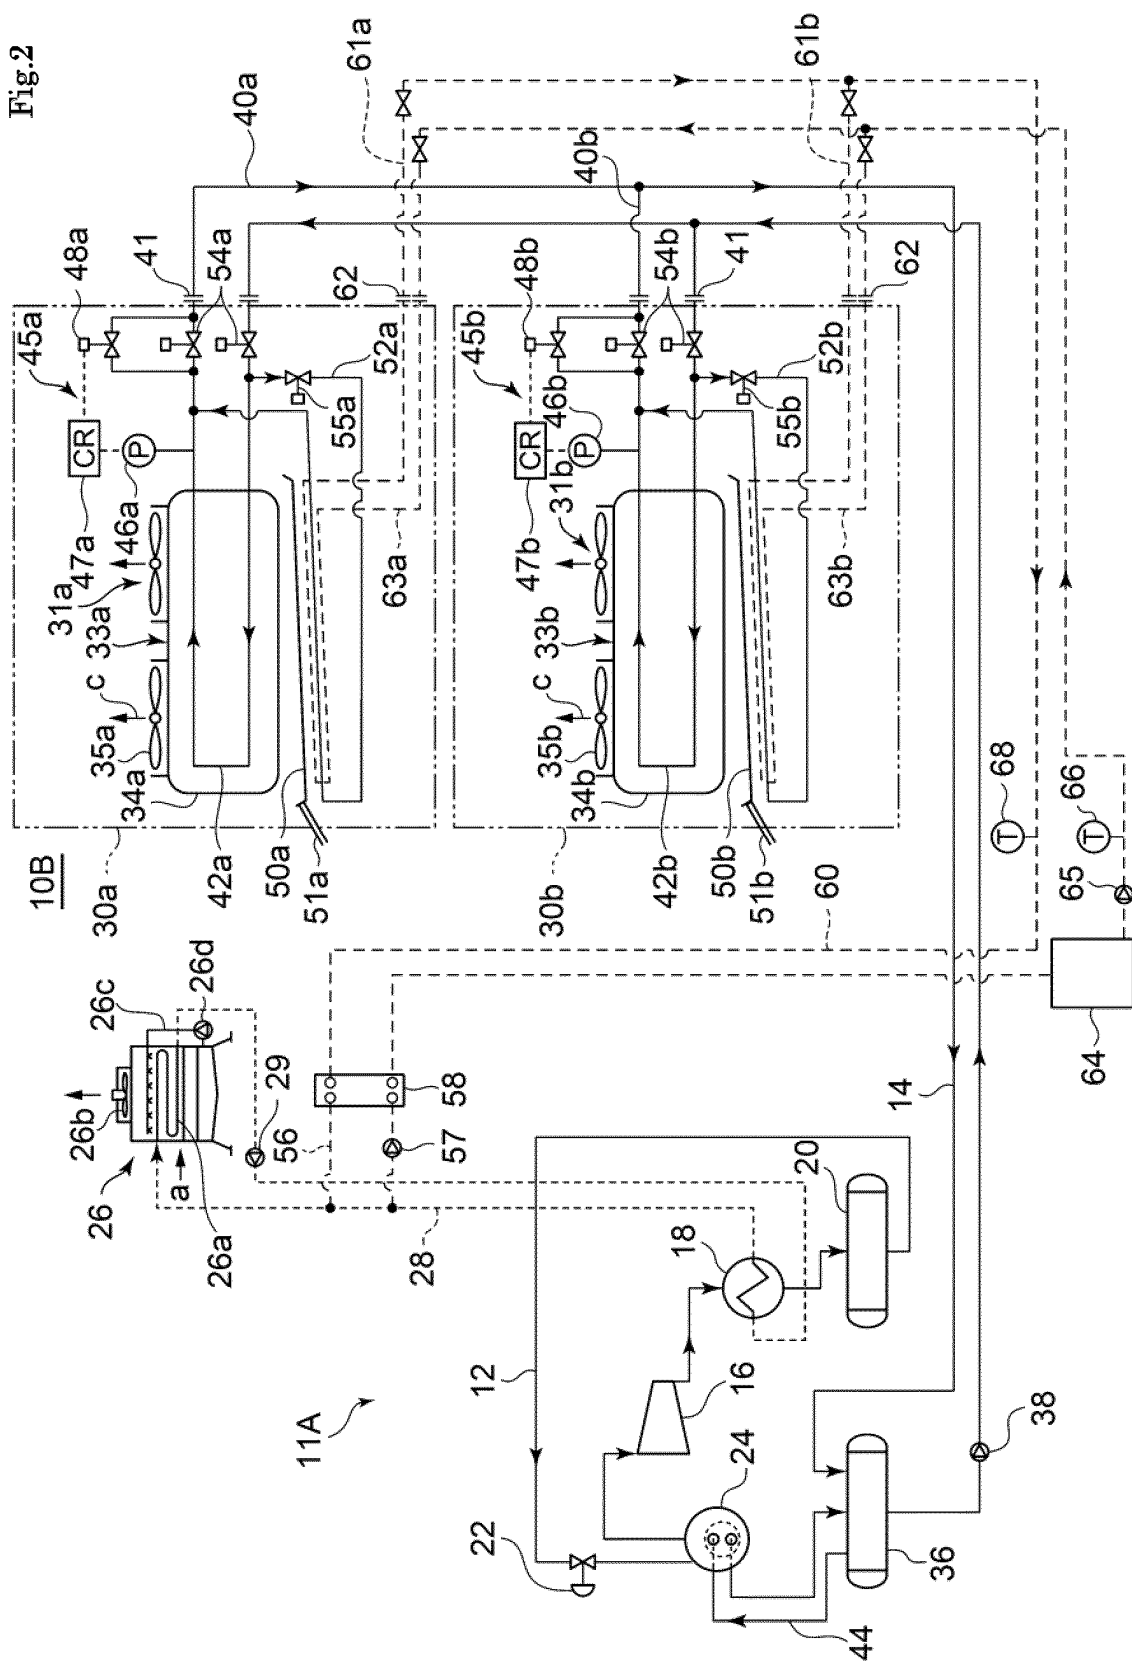 Fig.2
10B
30a
34a
35a
c
33a
31a
47a
46a
CR
P
45a
48a
41
54a
40a
42a
50a
51a
55a
52a
62
63a
61a
30b
34b
35b
c
33b
31b
47b
46b
CR
P
45b
48b
41
54b
40b
42b
50b
51b
55b
52b
62
63b
61b
26
26a
26b
26c
26d
a
28
29
56
57
58
60
11A
12
14
16
18
20
22
24
36
38
44
64
65
66
T
68
T